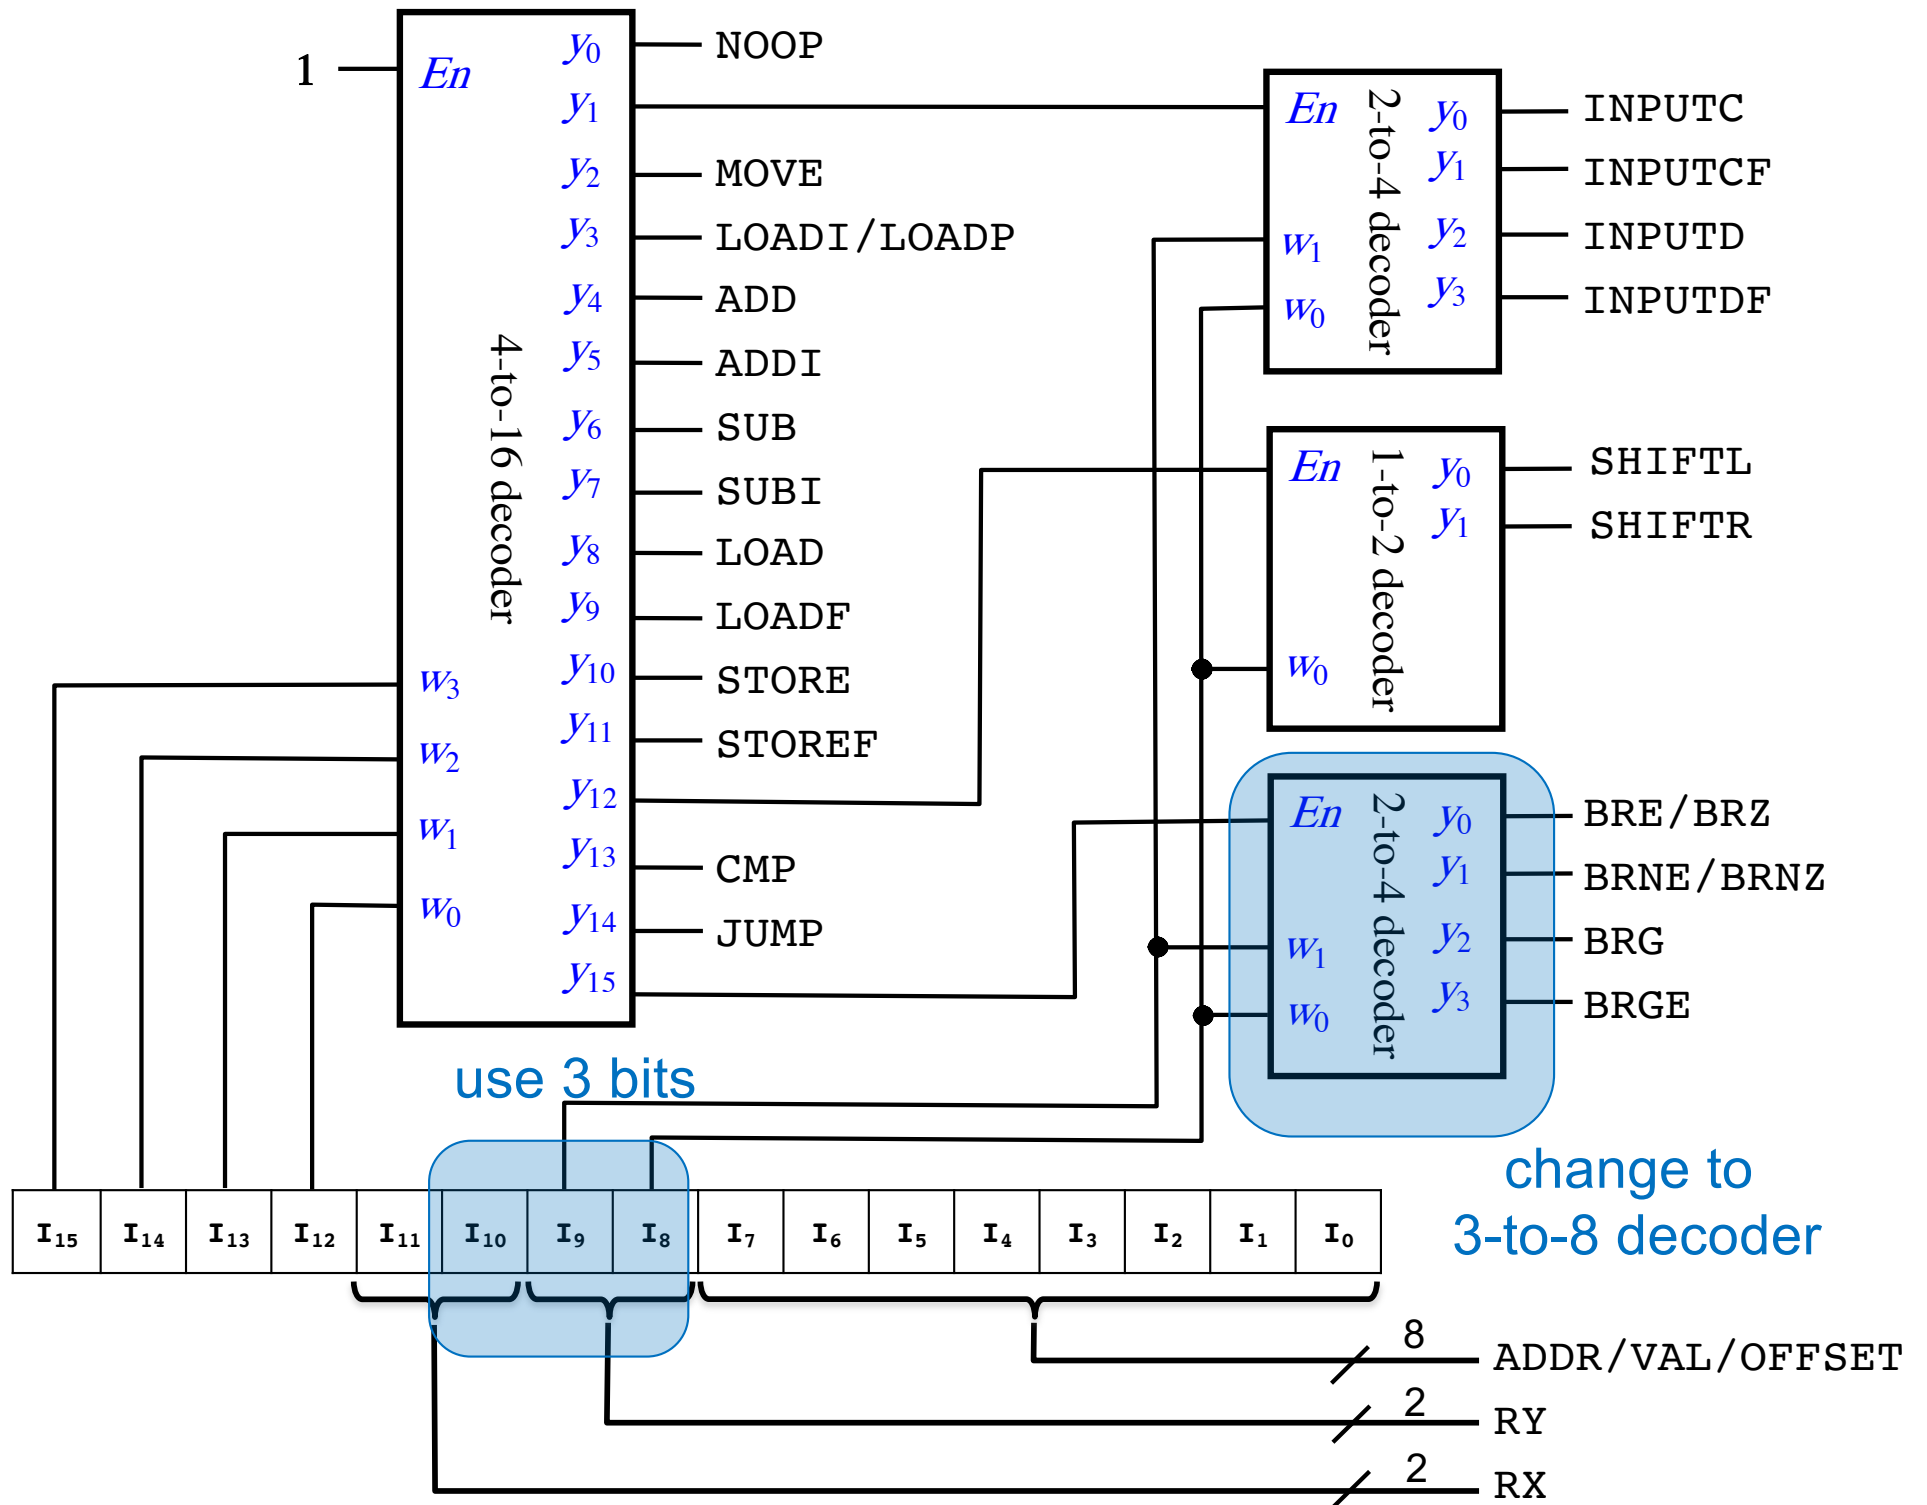 1
En
y0
y1
y2
y3
y4
y5
y6
y7
y8
y9
y10
y11
y12
y13
y14
y15
w3
w2
w1
w0
4-to-16 decoder
NOOP
MOVE
LOADI/LOADP
ADD
ADDI
SUB
SUBI
LOAD
LOADF
STORE
STOREF
CMP
JUMP
En
w1
w0
2-to-4 decoder
y0
y1
y2
y3
INPUTC
INPUTCF
INPUTD
INPUTDF
En
w0
1-to-2 decoder
y0
y1
SHIFTL
SHIFTR
En
w1
w0
2-to-4 decoder
y0
y1
y2
y3
BRE/BRZ
BRNE/BRNZ
BRG
BRGE
use 3 bits
change to
3-to-8 decoder
I15 I14 I13 I12 I11 I10 I9 I8 I7 I6 I5 I4 I3 I2 I1 I0
8 ADDR/VAL/OFFSET
2 RY
2 RX